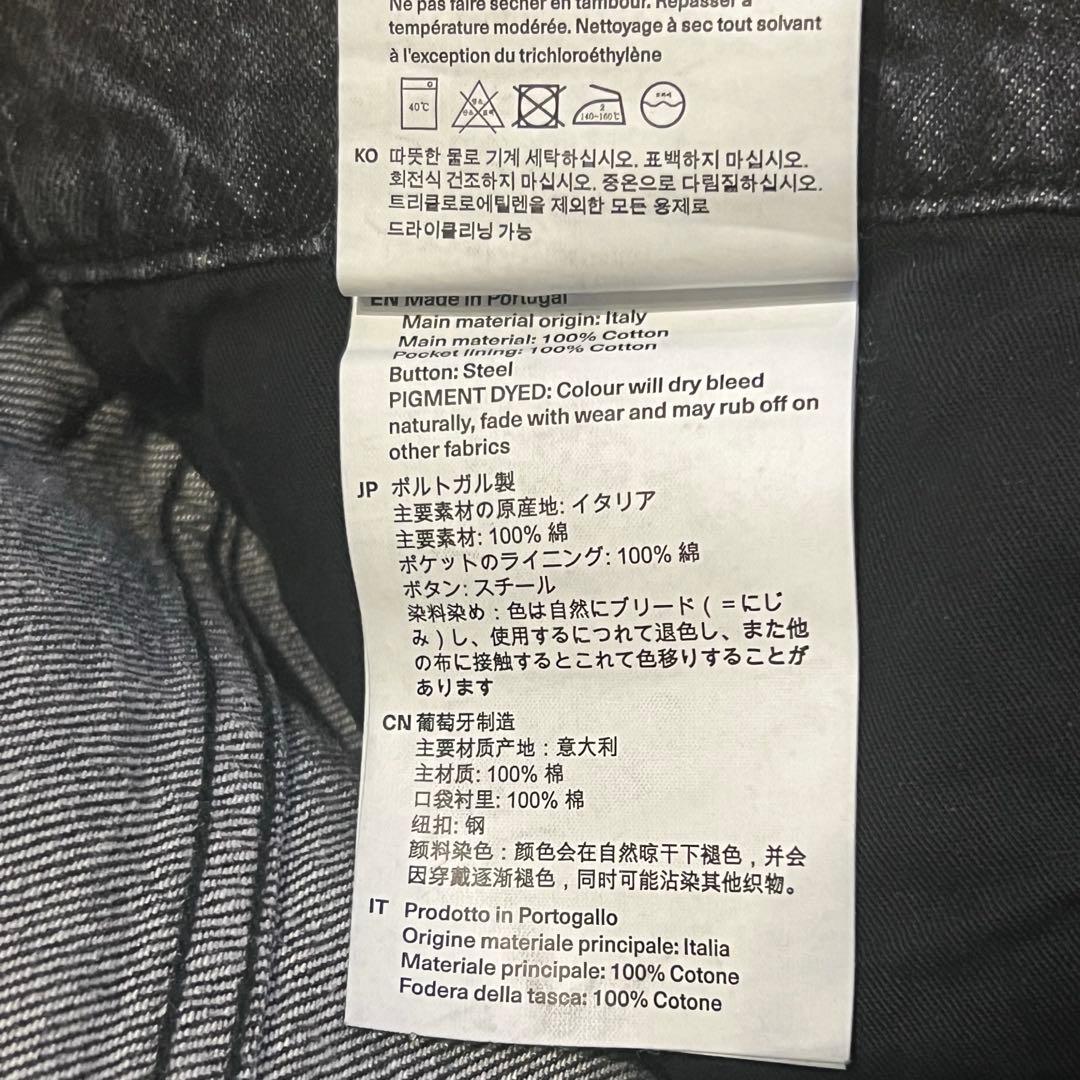 Ne pas faire sécher en tambour. Repasser à
température modérée. Nettoyage à sec tout solvant
à l'exception du trichloroéthylène
40℃
2
140~160℃
KO 따뜻한 물로 기계 세탁하십시오. 표백하지 마십시오.
회전식 건조하지 마십시오. 중온으로 다림질하십시오.
트리클로로에틸렌을 제외한 모든 용제로
드라이클리닝 가능
EN Made in Portugal
Main material origin: Italy
Main material: 100% Cotton
Pocket lining: 100% Cotton
Button: Steel
PIGMENT DYED: Colour will dry bleed
naturally, fade with wear and may rub off on
other fabrics
JP ポルトガル製
主要素材の原産地: イタリア
主要素材: 100% 綿
ポケットのライニング: 100% 綿
ボタン: スチール
染料染め：色は自然にブリード（＝にじ
み）し、使用するにつれて退色し、また他
の布に接触するとこれて色移りすることが
あります
CN 葡萄牙制造
主要材质产地：意大利
主材质: 100% 棉
口袋衬里: 100% 棉
纽扣: 钢
颜料染色：颜色会在自然晾干下褪色，并会
因穿戴逐渐褪色，同时可能沾染其他织物。
IT Prodotto in Portogallo
Origine materiale principale: Italia
Materiale principale: 100% Cotone
Fodera della tasca: 100% Cotone